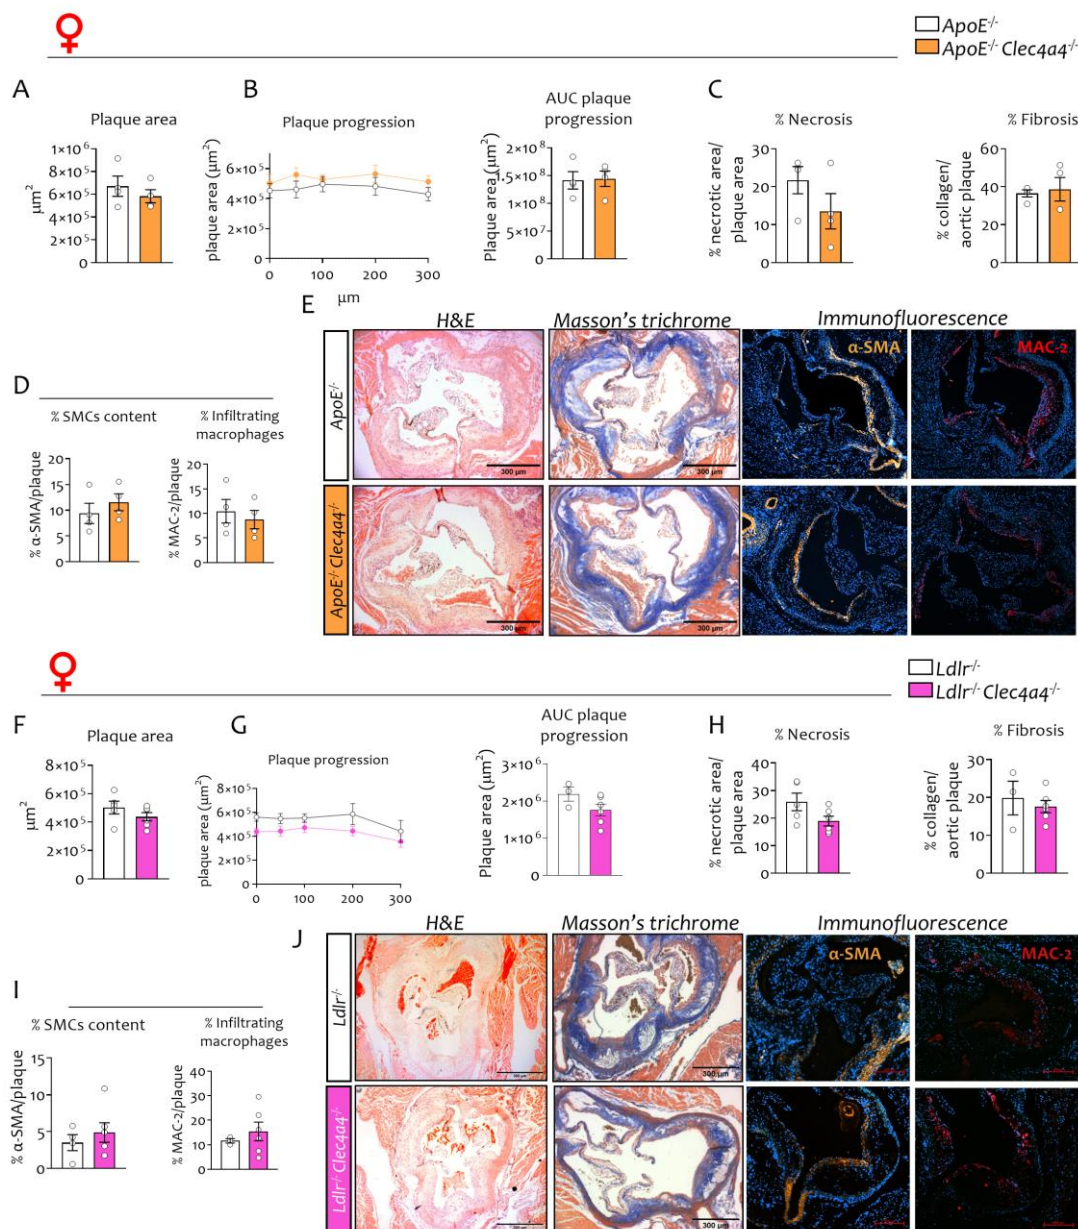 ♀
ApoE⁻/⁻
ApoE⁻/⁻ Clec4a4⁻/⁻
A
Plaque area
μm²
1×10⁶
8×10⁵
6×10⁵
4×10⁵
2×10⁵
0
B
Plaque progression
plaque area (μm²)
6×10⁵
4×10⁵
2×10⁵
0
0 100 200 300
μm
AUC plaque
progression
Plaque area (μm²)
2×10⁸
2×10⁸
1×10⁸
5×10⁷
0
C
% Necrosis
% necrotic area/
plaque area
30
20
10
0
% Fibrosis
% collagen/
aortic plaque
60
40
20
0
D
% SMCs content
% α-SMA/plaque
20
15
10
5
0
% Infiltrating
macrophages
% MAC-2/plaque
20
15
10
5
0
E
H&E
Masson's trichrome
Immunofluorescence
ApoE⁻/⁻
300 μm
300 μm
α-SMA
MAC-2
ApoE⁻/⁻ Clec4a4⁻/⁻
300 μm
300 μm
♀
Ldlr⁻/⁻
Ldlr⁻/⁻ Clec4a4⁻/⁻
F
Plaque area
μm²
8×10⁵
6×10⁵
4×10⁵
2×10⁵
0
G
Plaque progression
plaque area (μm²)
8×10⁵
6×10⁵
4×10⁵
2×10⁵
0
0 100 200 300
AUC plaque
progression
Plaque area (μm²)
3×10⁶
2×10⁶
1×10⁶
0
H
% Necrosis
% necrotic area/
plaque area
40
30
20
10
0
% Fibrosis
% collagen/
aortic plaque
30
20
10
0
I
% SMCs content
% α-SMA/plaque
15
10
5
0
% Infiltrating
macrophages
% MAC-2/plaque
40
30
20
10
0
J
H&E
Masson's trichrome
Immunofluorescence
Ldlr⁻/⁻
300 μm
α-SMA
MAC-2
Ldlr⁻/⁻ Clec4a4⁻/⁻
300 μm